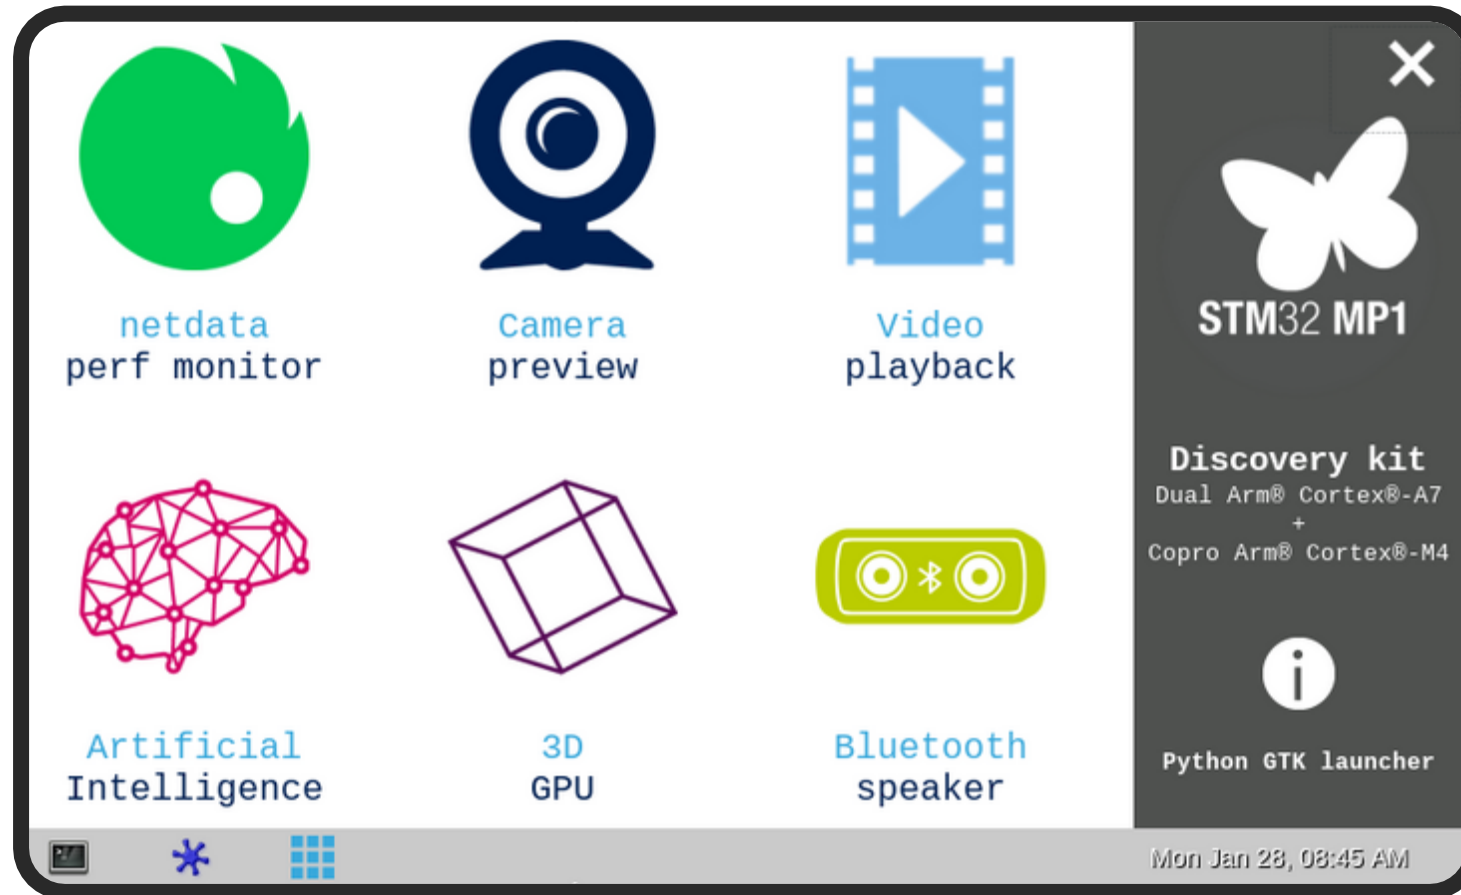 netdata
perf monitor
Camera
preview
Video
playback
STM32 MP1
Discovery kit
Dual Arm® Cortex®-A7
+
Copro Arm® Cortex®-M4
Artificial
Intelligence
3D
GPU
Bluetooth
speaker
i
Python GTK launcher
Mon Jan 28, 08:45 AM